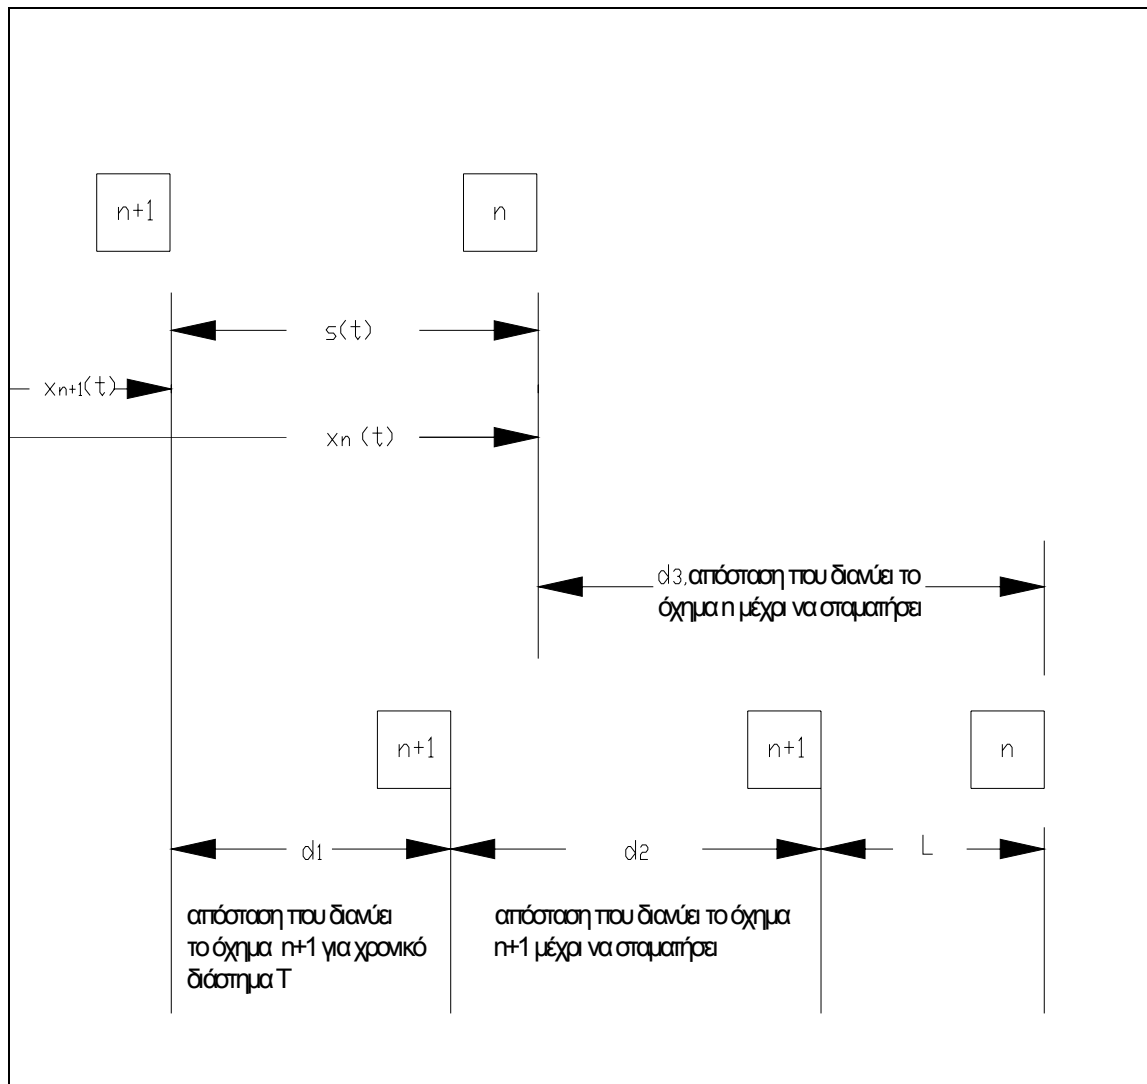 n+1
n
s(t)
xn+1(t)
xn (t)
d3,απόσταση που διανύει το
όχημα n μέχρι να σταματήσει
n+1
n+1
n
d1
d2
L
απόσταση που διανύει
το όχημα n+1 για χρονικό
διάστημα T
απόσταση που διανύει το όχημα
n+1 μέχρι να σταματήσει